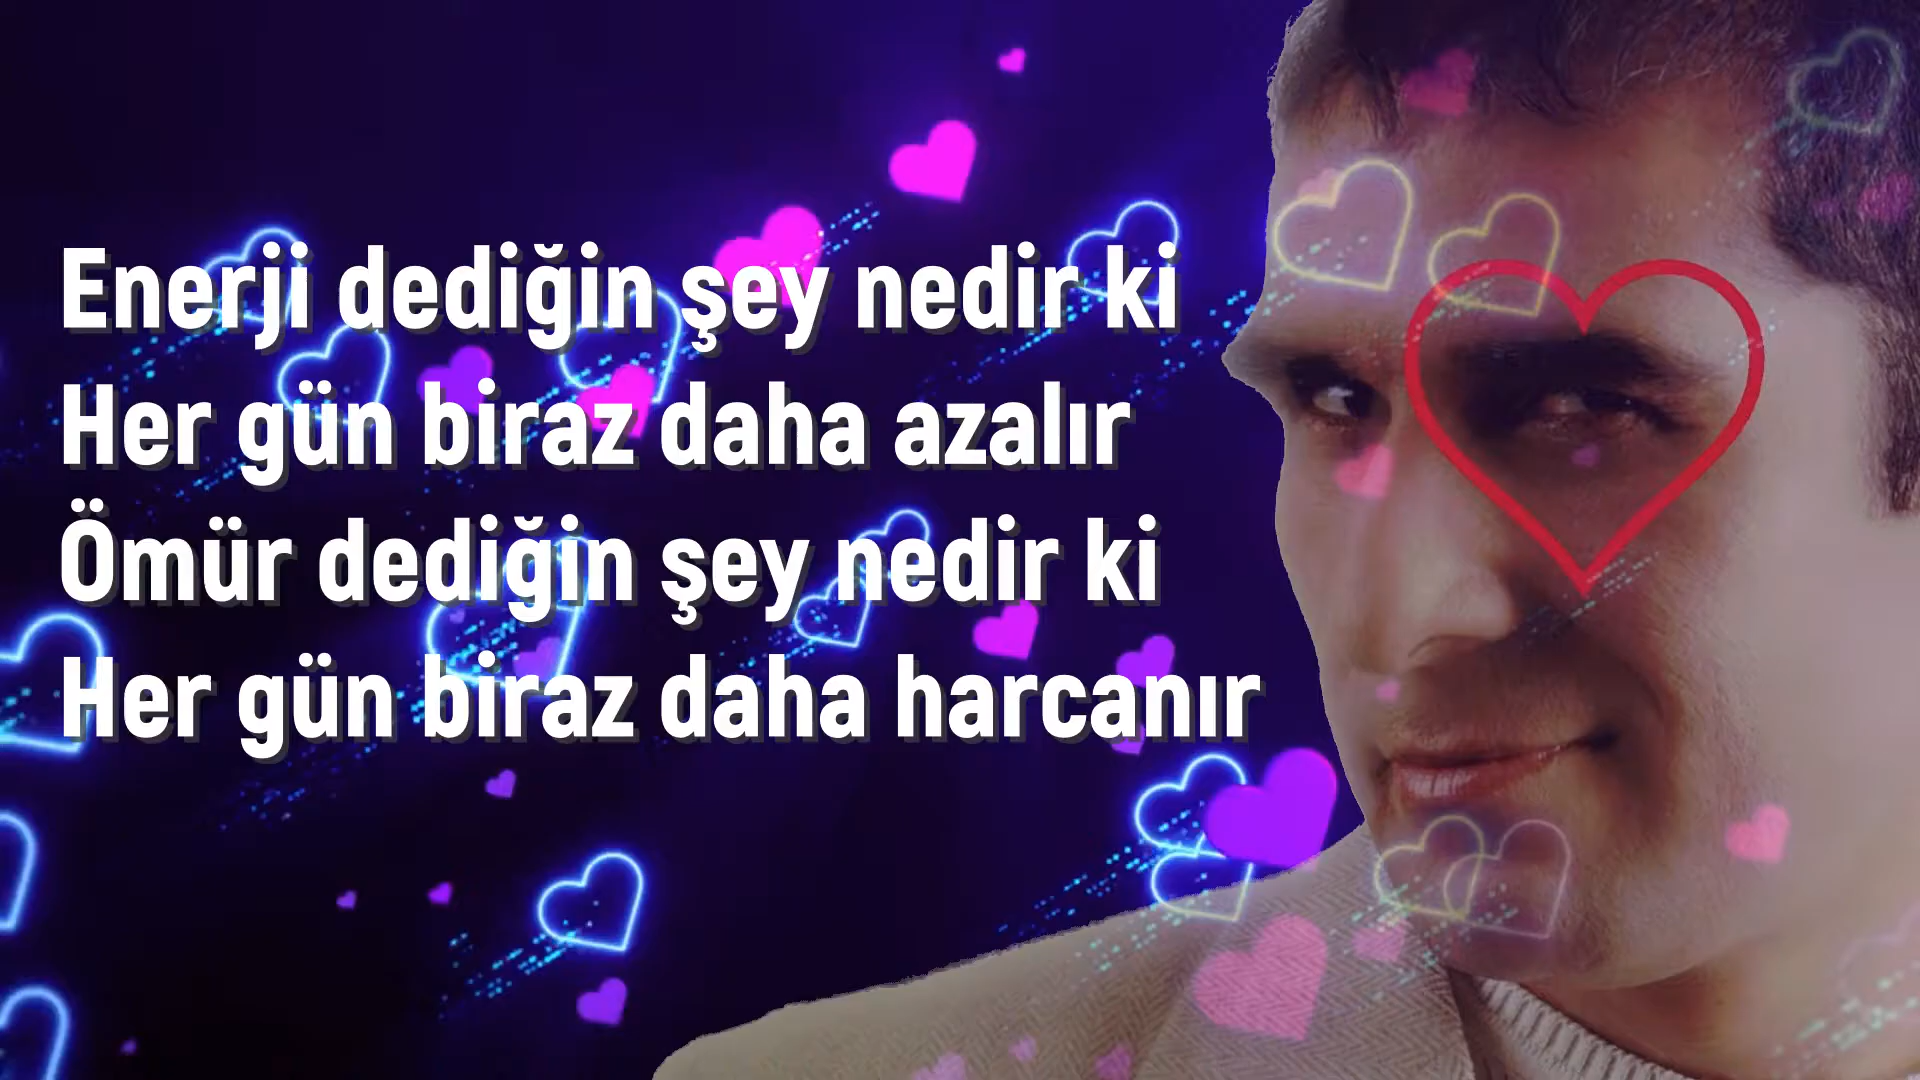 Enerji dediğin şey nedir ki
Her gün biraz daha azalır
Ömür dediğin şey nedir ki
Her gün biraz daha harcanır